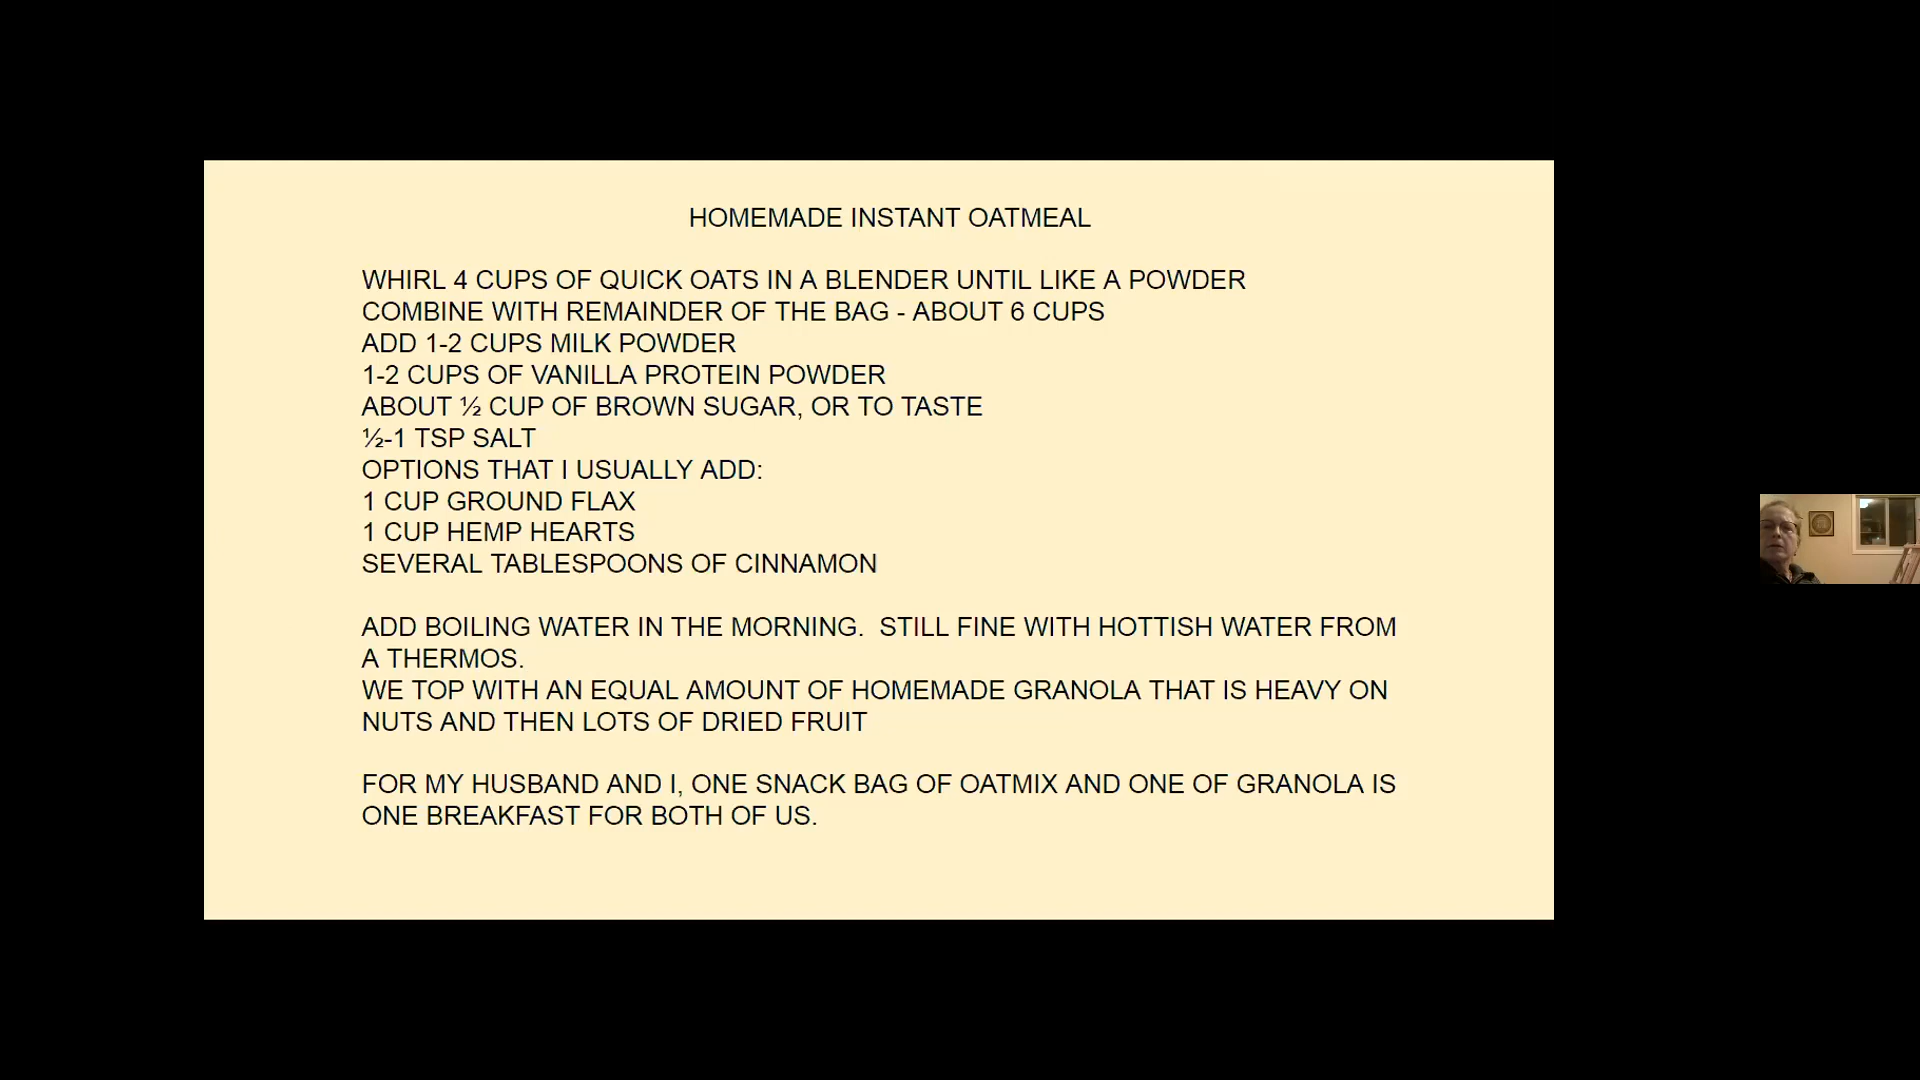 HOMEMADE INSTANT OATMEAL
WHIRL 4 CUPS OF QUICK OATS IN A BLENDER UNTIL LIKE A POWDER
COMBINE WITH REMAINDER OF THE BAG - ABOUT 6 CUPS
ADD 1-2 CUPS MILK POWDER
1-2 CUPS OF VANILLA PROTEIN POWDER
ABOUT ½ CUP OF BROWN SUGAR, OR TO TASTE
½-1 TSP SALT
OPTIONS THAT I USUALLY ADD:
1 CUP GROUND FLAX
1 CUP HEMP HEARTS
SEVERAL TABLESPOONS OF CINNAMON
ADD BOILING WATER IN THE MORNING.  STILL FINE WITH HOTTISH WATER FROM
A THERMOS.
WE TOP WITH AN EQUAL AMOUNT OF HOMEMADE GRANOLA THAT IS HEAVY ON
NUTS AND THEN LOTS OF DRIED FRUIT
FOR MY HUSBAND AND I, ONE SNACK BAG OF OATMIX AND ONE OF GRANOLA IS
ONE BREAKFAST FOR BOTH OF US.